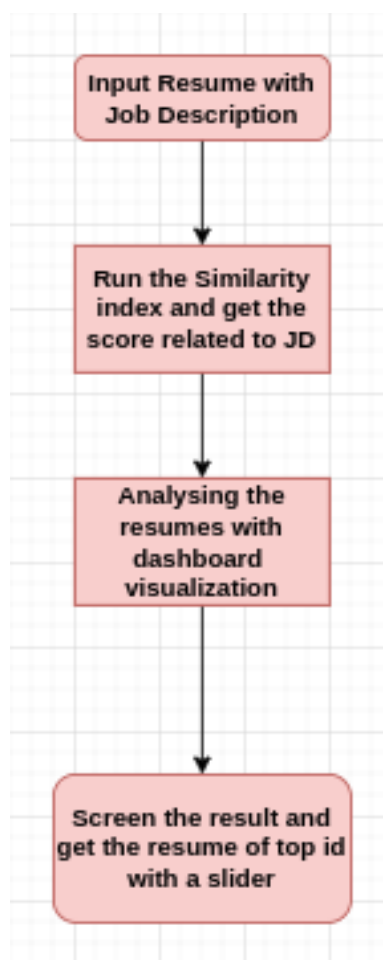 Input Resume with
Job Description
Run the Similarity
index and get the
score related to JD
Analysing the
resumes with
dashboard
visualization
Screen the result and
get the resume of top id
with a slider